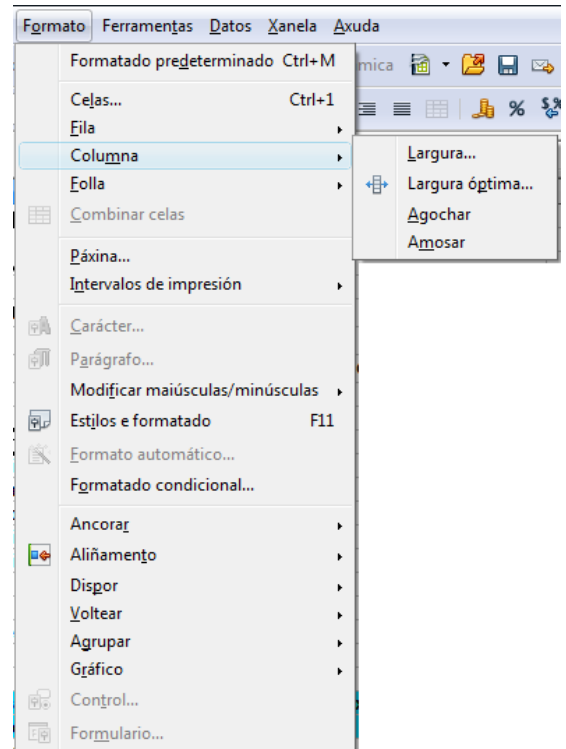 Formato Ferramentas Datos Xanela Axuda
Formatado predeterminado Ctrl+M
mica
Celas... Ctrl+1
%
Fila
Columna
Largura...
Folla
Largura óptima...
Combinar celas
Agochar
Amosar
Páxina...
Intervalos de impresión
Carácter...
Parágrafo...
Modificar maiúsculas/minúsculas
Estilos e formatado F11
Formato automático...
Formatado condicional...
Ancorar
Aliñamento
Dispor
Voltear
Agrupar
Gráfico
Control...
Formulario...